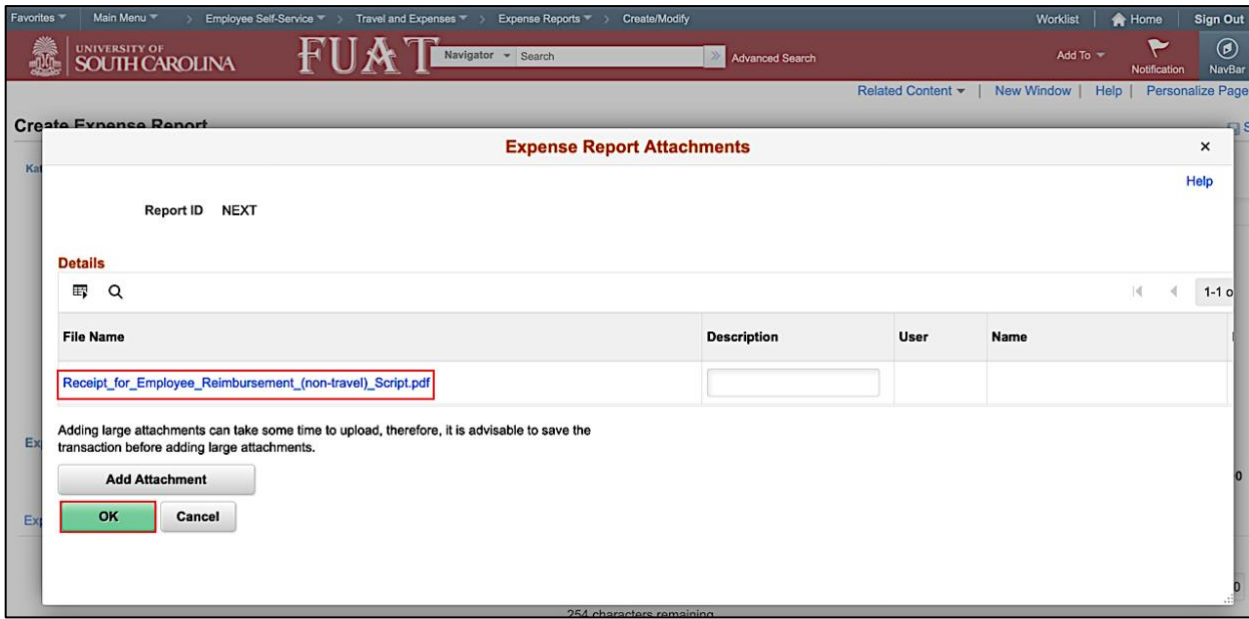 Favorites Main Menu > Employee Self-Service > Travel and Expenses > Expense Reports > Create/Modify Worklist Home Sign Out
UNIVERSITY OF
SOUTH CAROLINA
FUAT
Navigator Search Advanced Search Add To Notification NavBar
Related Content | New Window | Help | Personalize Page
Create Expense Report
Expense Report Attachments ×
Kat
Help
Report ID NEXT
Details
1-1 o
File Name Description User Name
Receipt_for_Employee_Reimbursement_(non-travel)_Script.pdf
Adding large attachments can take some time to upload, therefore, it is advisable to save the
transaction before adding large attachments.
Ex
Add Attachment
OK Cancel
254 characters remaining